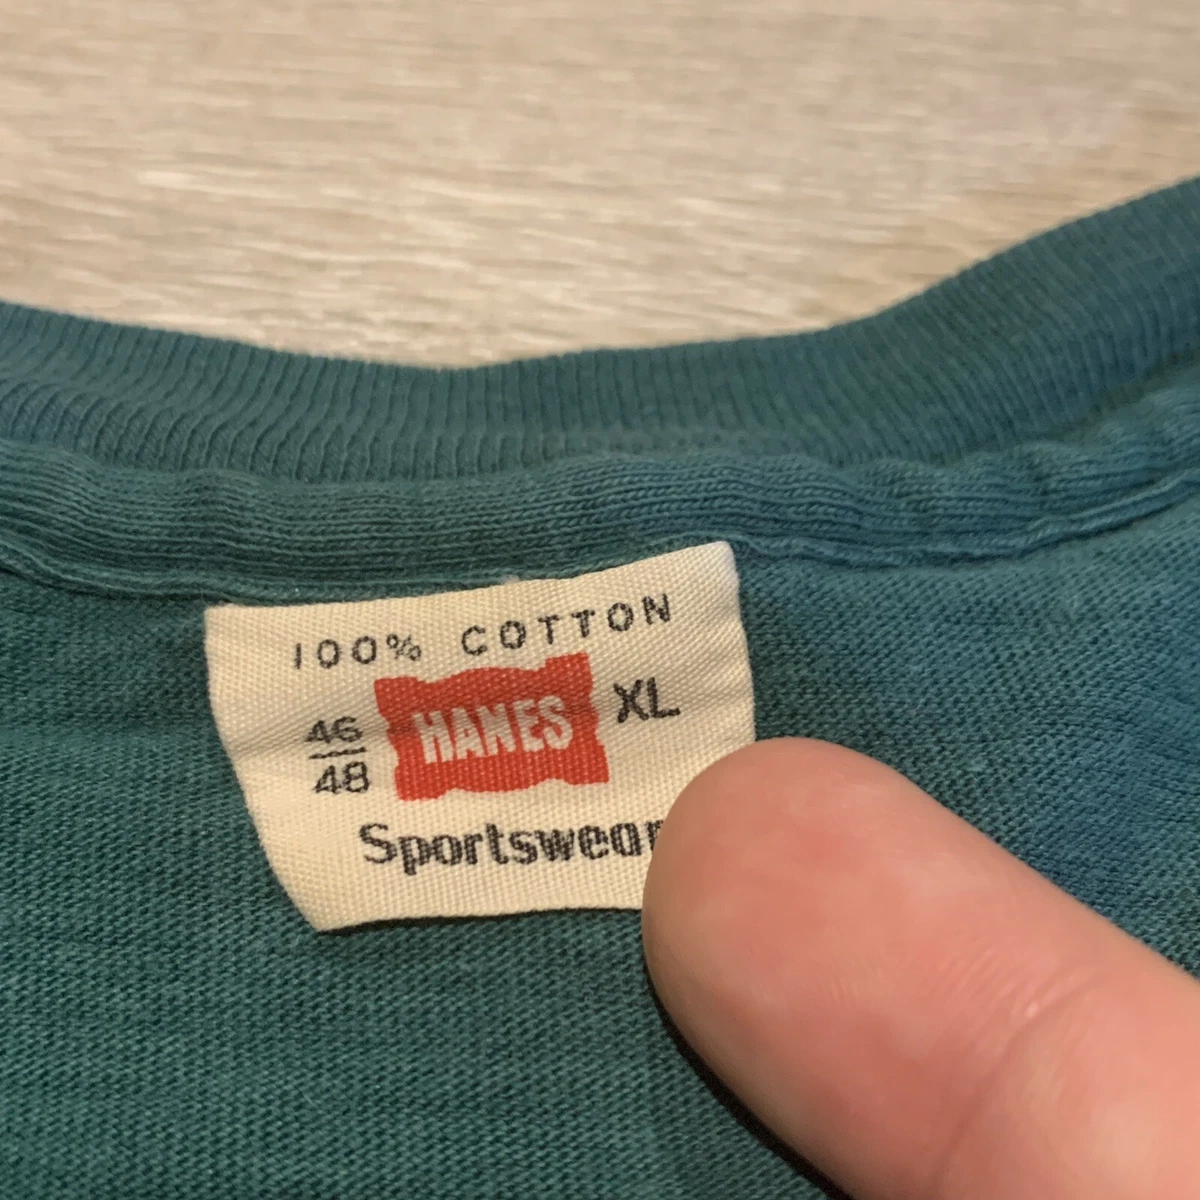 100% COTTON
46
48
HANES
XL
Sportswear